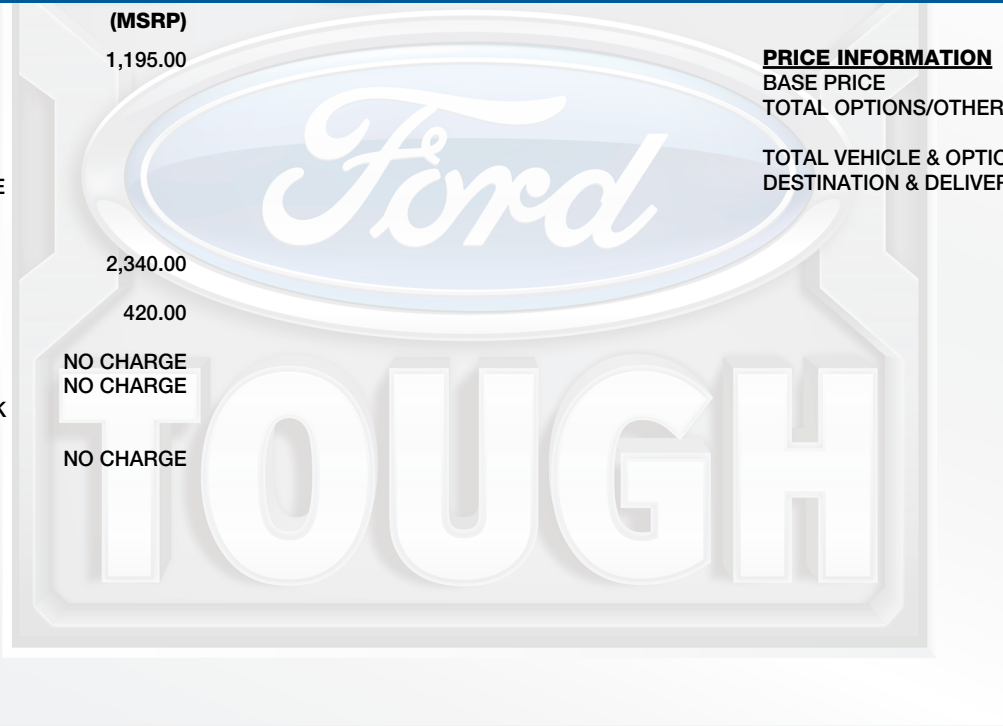 (MSRP)
1,195.00
E
2,340.00
420.00
NO CHARGE
NO CHARGE
K
NO CHARGE
PRICE INFORMATION
BASE PRICE
TOTAL OPTIONS/OTHER
TOTAL VEHICLE & OPTIO
DESTINATION & DELIVER
Ford
TOUGH